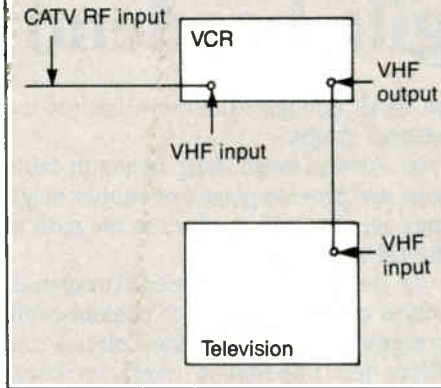 CATV RF input
VCR
VHF
output
VHF input
VHF
input
Television